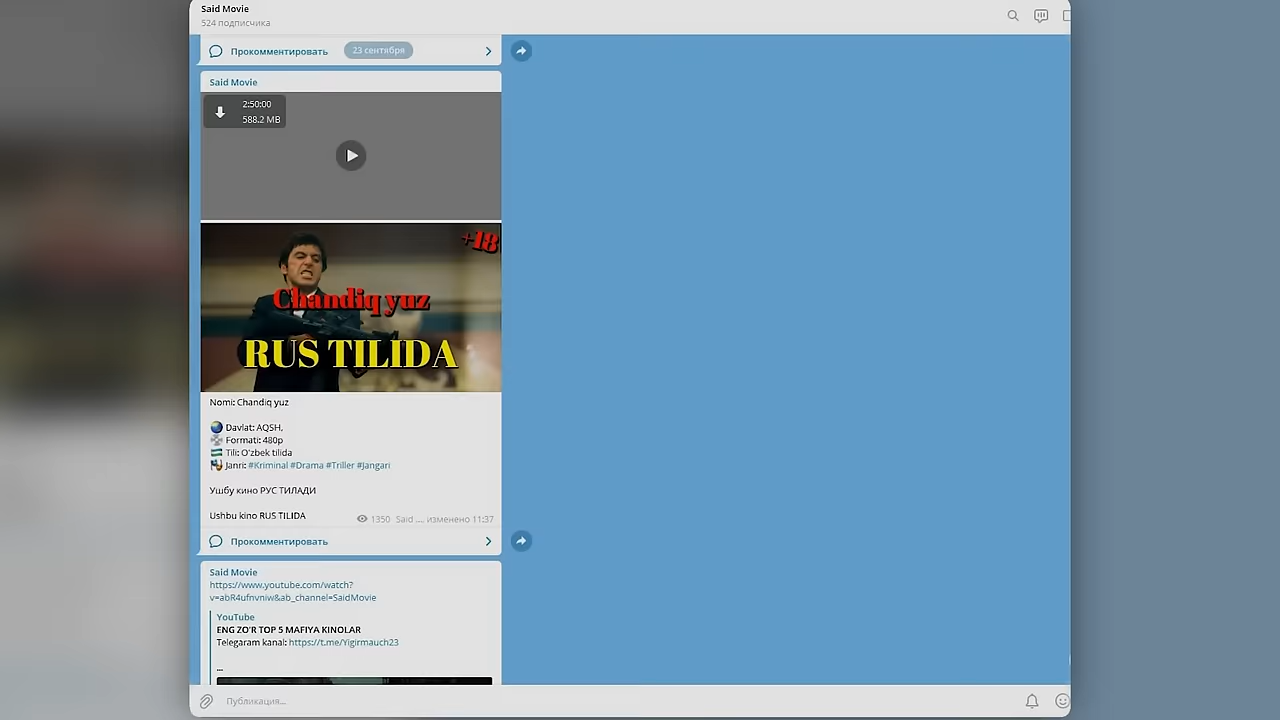 Said Movie
524 подписчика
Прокомментировать
23 сентября
Said Movie
2:50:00
588.2 MB
+18
Chandiq yuz
RUS TILIDA
Nomi: Chandiq yuz
Davlat: AQSH,
Formati: 480p
Tili: O'zbek tilida
Janri: #Kriminal #Drama #Triller #Jangari
Ушбу кино РУС ТИЛАДИ
Ushbu kino RUS TILIDA
1350 Said .... изменено 11:37
Прокомментировать
Said Movie
https://www.youtube.com/watch?
v=abR4ufnvniw&ab_channel=SaidMovie
YouTube
ENG ZO'R TOP 5 MAFIYA KINOLAR
Telegaram kanal: https://t.me/Yigirmauch23
...
Публикация...